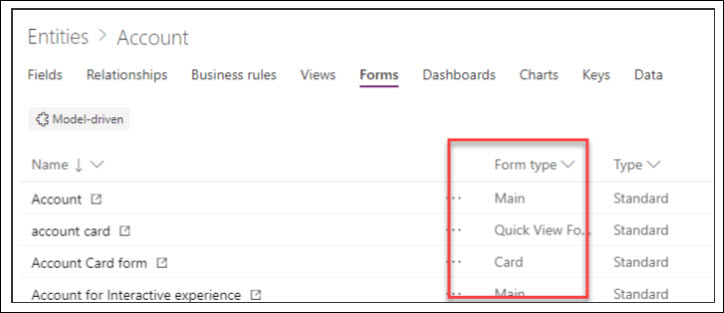 Entities > Account
Fields Relationships Business rules Views Forms Dashboards Charts Keys Data
Model-driven
Name ↓ Form type Type
Account ··· Main Standard
account card ··· Quick View Fo... Standard
Account Card form ··· Card Standard
Account for Interactive experience ··· Main Standard